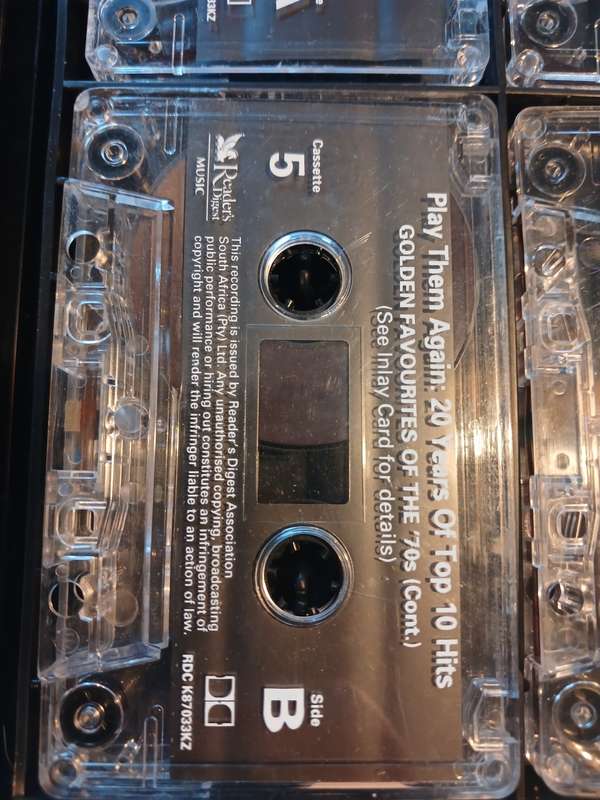 Play Them Again: 20 Years Of Top 10 Hits
GOLDEN FAVOURITES OF THE '70s (Cont.)
(See Inlay Card for details)
Cassette
5
Side
B
Reader's
Digest
MUSIC
This recording is issued by Reader's Digest Association
South Africa (Pty) Ltd. Any unauthorised copying, broadcasting
public performance or hiring out constitutes an infringement of
copyright and will render the infringer liable to an action of law.
RDC K87033KZ